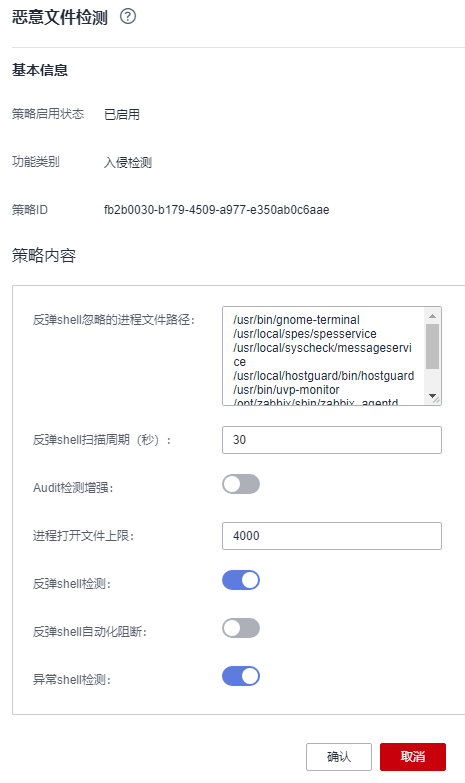 恶意文件检测 ?
基本信息
策略启用状态 已启用
功能类别 入侵检测
策略ID fb2b0030-b179-4509-a977-e350ab0c6aae
策略内容
反弹shell忽略的进程文件路径： /usr/bin/gnome-terminal
/usr/local/spes/spesservice
/usr/local/syscheck/messageservi
ce
/usr/local/hostguard/bin/hostguard
/usr/bin/uvp-monitor
/opt/zabbix/sbin/zabbix_agentd
反弹shell扫描周期（秒）： 30
Audit检测增强：
进程打开文件上限： 4000
反弹shell检测：
反弹shell自动化阻断：
异常shell检测：
确认 取消